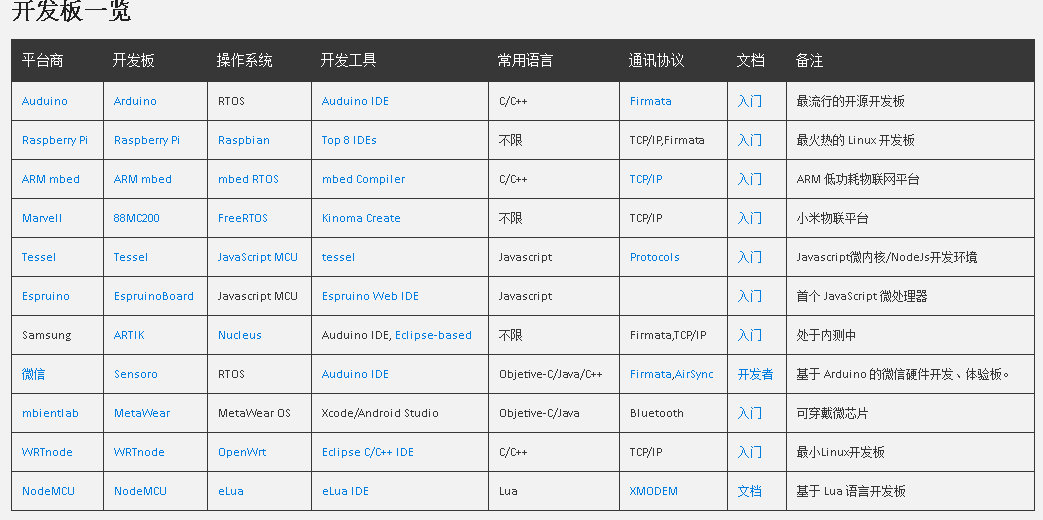 开发板一览
平台商 开发板 操作系统 开发工具 常用语言 通讯协议 文档 备注
Auduino Arduino RTOS Auduino IDE C/C++ Firmata 入门 最流行的开源开发板
Raspberry Pi Raspberry Pi Raspbian Top 8 IDEs 不限 TCP/IP,Firmata 入门 最火热的 Linux 开发板
ARM mbed ARM mbed mbed RTOS mbed Compiler C/C++ TCP/IP 入门 ARM 低功耗物联网平台
Marvell 88MC200 FreeRTOS Kinoma Create 不限 TCP/IP 入门 小米物联平台
Tessel Tessel JavaScript MCU tessel Javascript Protocols 入门 Javascript微内核/NodeJs开发环境
Espruino EspruinoBoard Javascript MCU Espruino Web IDE Javascript 入门 首个 JavaScript 微处理器
Samsung ARTIK Nucleus Auduino IDE, Eclipse-based 不限 Firmata,TCP/IP 入门 处于内测中
微信 Sensoro RTOS Auduino IDE Objetive-C/Java/C++ Firmata,AirSync 开发者 基于 Arduino 的微信硬件开发、体验板。
mbientlab MetaWear MetaWear OS Xcode/Android Studio Objetive-C/Java Bluetooth 入门 可穿戴微芯片
WRTnode WRTnode OpenWrt Eclipse C/C++ IDE C/C++ TCP/IP 入门 最小Linux开发板
NodeMCU NodeMCU eLua eLua IDE Lua XMODEM 文档 基于 Lua 语言开发板